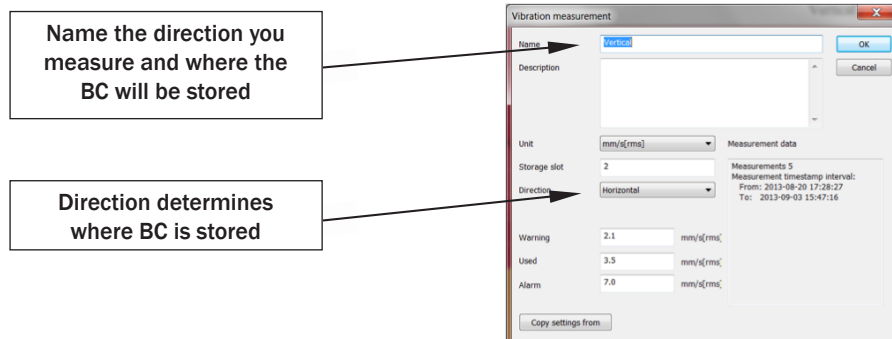 Name the direction you
measure and where the
BC will be stored
Direction determines
where BC is stored
Vibration measurement
Name
Vertical
OK
Description
Cancel
Unit
mm/s[rms]
Measurement data
Storage slot
2
Measurements 5
Measurement timestamp interval:
From: 2013-08-20 17:28:27
To: 2013-09-03 15:47:16
Direction
Horizontal
Warning
2.1
mm/s[rms]
Used
3.5
mm/s[rms]
Alarm
7.0
mm/s[rms]
Copy settings from